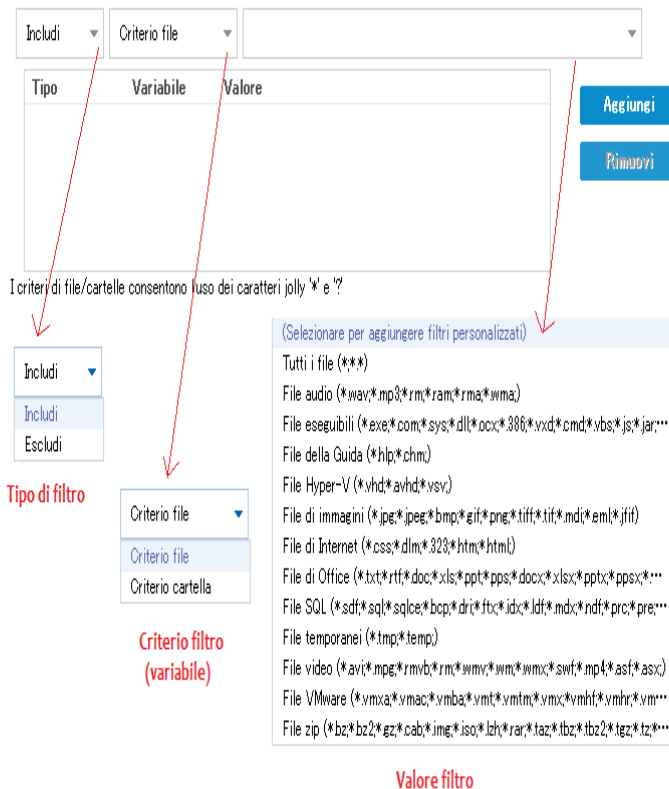 Includi Criterio file
Tipo Variabile Valore
Aggiungi
Rimuovi
I criteri di file/cartelle consentono l'uso dei caratteri jolly '*' e '?'
Includi
Includi
Escludi
Tipo di filtro
Criterio file
Criterio file
Criterio cartella
Criterio filtro
(variabile)
(Selezionare per aggiungere filtri personalizzati)
Tutti i file (*;*.*)
File audio (*.wav;*.mp3;*.rm;*.ram;*.rma;*.wma;)
File eseguibili (*.exe;*.com;*.sys;*.dll;*.ocx;*.386;*.vxd;*.cmd;*.vbs;*.js;*.jar;...
File della Guida (*.hlp;*.chm;)
File Hyper-V (*.vhd;*.avhd;*.vsv;)
File di immagini (*.jpg;*.jpeg;*.bmp;*.gif;*.png;*.tiff;*.tif;*.mdi;*.eml;*.jfif)
File di Internet (*.css;*.dlm;*.323;*.htm;*.html;)
File di Office (*.txt;*.rtf;*.doc;*.xls;*.ppt;*.pps;*.docx;*.xlsx;*.pptx;*.ppsx;*...
File SQL (*.sdf;*.sql;*.sqlce;*.bcp;*.dri;*.ftx;*.idx;*.ldf;*.mdx;*.ndf;*.prc;*.pre;...
File temporanei (*.tmp;*.temp;)
File video (*.avi;*.mpg;*.rmvb;*.rm;*.wmv;*.wm;*.wmx;*.swf;*.mp4;*.asf;*.asx;)
File VMware (*.vmxa;*.vmac;*.vmba;*.vmt;*.vmtm;*.vmx;*vmhf;*.vmhr;*.vm...
File zip (*.bz;*.bz2;*.gz;*.cab;*.img;*.iso;*.lzh;*.rar;*.taz;*.tbz;*.tbz2;*.tgz;*.tz;*...
Valore filtro